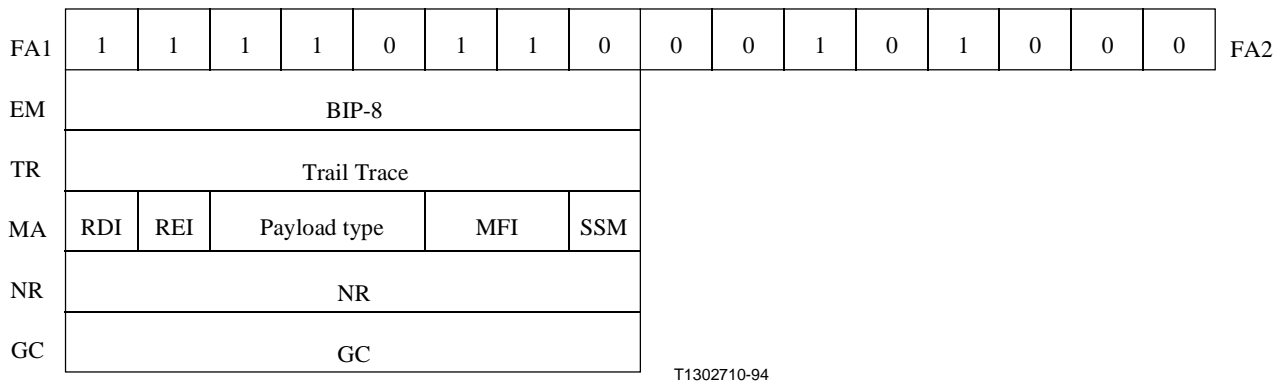 FA1 1 1 1 1 0 1 1 0 0 0 1 0 1 0 0 0 FA2
EM BIP-8
TR Trail Trace
MA RDI REI Payload type MFI SSM
NR NR
GC GC
T1302710-94